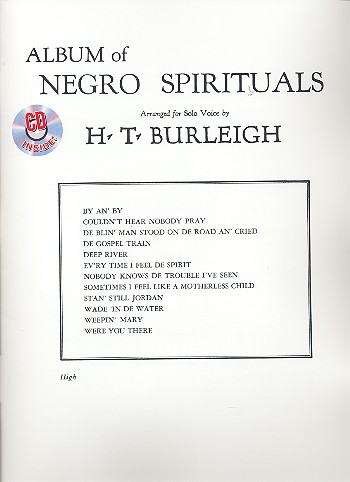 ALBUM of
NEGRO SPIRITUALS
Arranged for Solo Voice by
H. T. BURLEIGH
CD
INSIDE!
BY AN' BY
COULDN'T HEAR NOBODY PRAY
DE BLIN' MAN STOOD ON DE ROAD AN' CRIED
DE GOSPEL TRAIN
DEEP RIVER
EV'RY TIME I FEEL DE SPIRIT
NOBODY KNOWS DE TROUBLE I'VE SEEN
SOMETIMES I FEEL LIKE A MOTHERLESS CHILD
STAN' STILL JORDAN
WADE IN DE WATER
WEEPIN' MARY
WERE YOU THERE
High